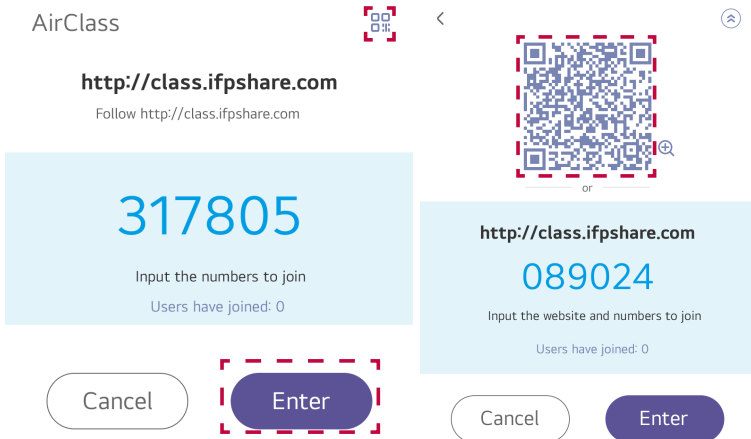 AirClass
http://class.ifpshare.com
Follow http://class.ifpshare.com
317805
Input the numbers to join
Users have joined: 0
Cancel
Enter
or
http://class.ifpshare.com
089024
Input the website and numbers to join
Users have joined: 0
Cancel
Enter